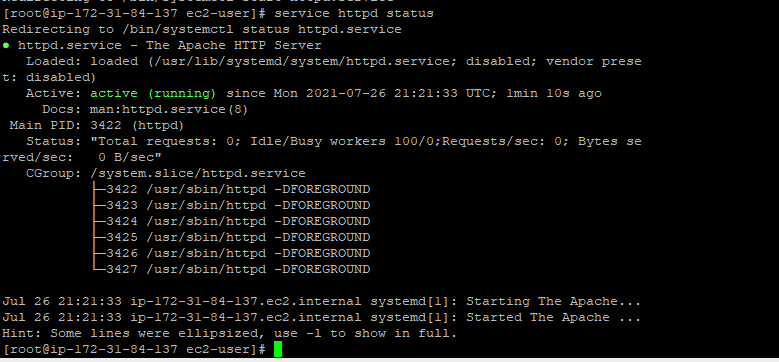 [root@ip-172-31-84-137 ec2-user]# service httpd status
Redirecting to /bin/systemctl status httpd.service
● httpd.service - The Apache HTTP Server
Loaded: loaded (/usr/lib/systemd/system/httpd.service; disabled; vendor prese
t: disabled)
Active: active (running) since Mon 2021-07-26 21:21:33 UTC; 1min 10s ago
Docs: man:httpd.service(8)
Main PID: 3422 (httpd)
Status: "Total requests: 0; Idle/Busy workers 100/0;Requests/sec: 0; Bytes se
rved/sec:   0 B/sec"
CGroup: /system.slice/httpd.service
├─3422 /usr/sbin/httpd -DFOREGROUND
├─3423 /usr/sbin/httpd -DFOREGROUND
├─3424 /usr/sbin/httpd -DFOREGROUND
├─3425 /usr/sbin/httpd -DFOREGROUND
├─3426 /usr/sbin/httpd -DFOREGROUND
└─3427 /usr/sbin/httpd -DFOREGROUND
Jul 26 21:21:33 ip-172-31-84-137.ec2.internal systemd[1]: Starting The Apache...
Jul 26 21:21:33 ip-172-31-84-137.ec2.internal systemd[1]: Started The Apache ...
Hint: Some lines were ellipsized, use -l to show in full.
[root@ip-172-31-84-137 ec2-user]#